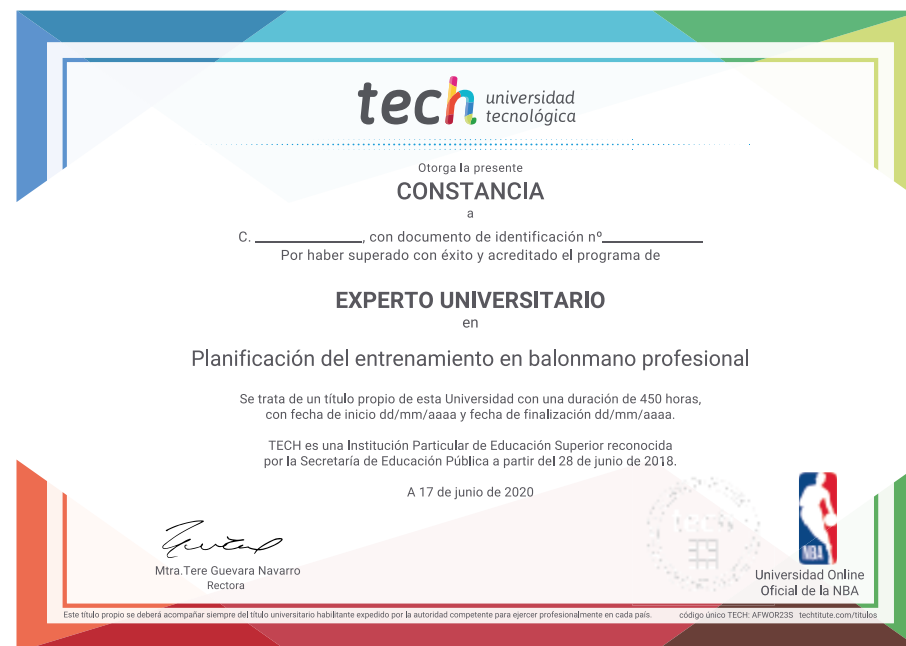 tech universidad
tecnológica
Otorga la presente
CONSTANCIA
a
C. ______________, con documento de identificación nº_____________
Por haber superado con éxito y acreditado el programa de
EXPERTO UNIVERSITARIO
en
Planificación del entrenamiento en balonmano profesional
Se trata de un título propio de esta Universidad con una duración de 450 horas,
con fecha de inicio dd/mm/aaaa y fecha de finalización dd/mm/aaaa.
TECH es una Institución Particular de Educación Superior reconocida
por la Secretaría de Educación Pública a partir del 28 de junio de 2018.
A 17 de junio de 2020
Mtra.Tere Guevara Navarro
Rectora
NBA
Universidad Online
Oficial de la NBA
Este título propio se deberá acompañar siempre del título universitario habilitante expedido por la autoridad competente para ejercer profesionalmente en cada país.
código único TECH: AFWOR23S techtitute.com/titulos